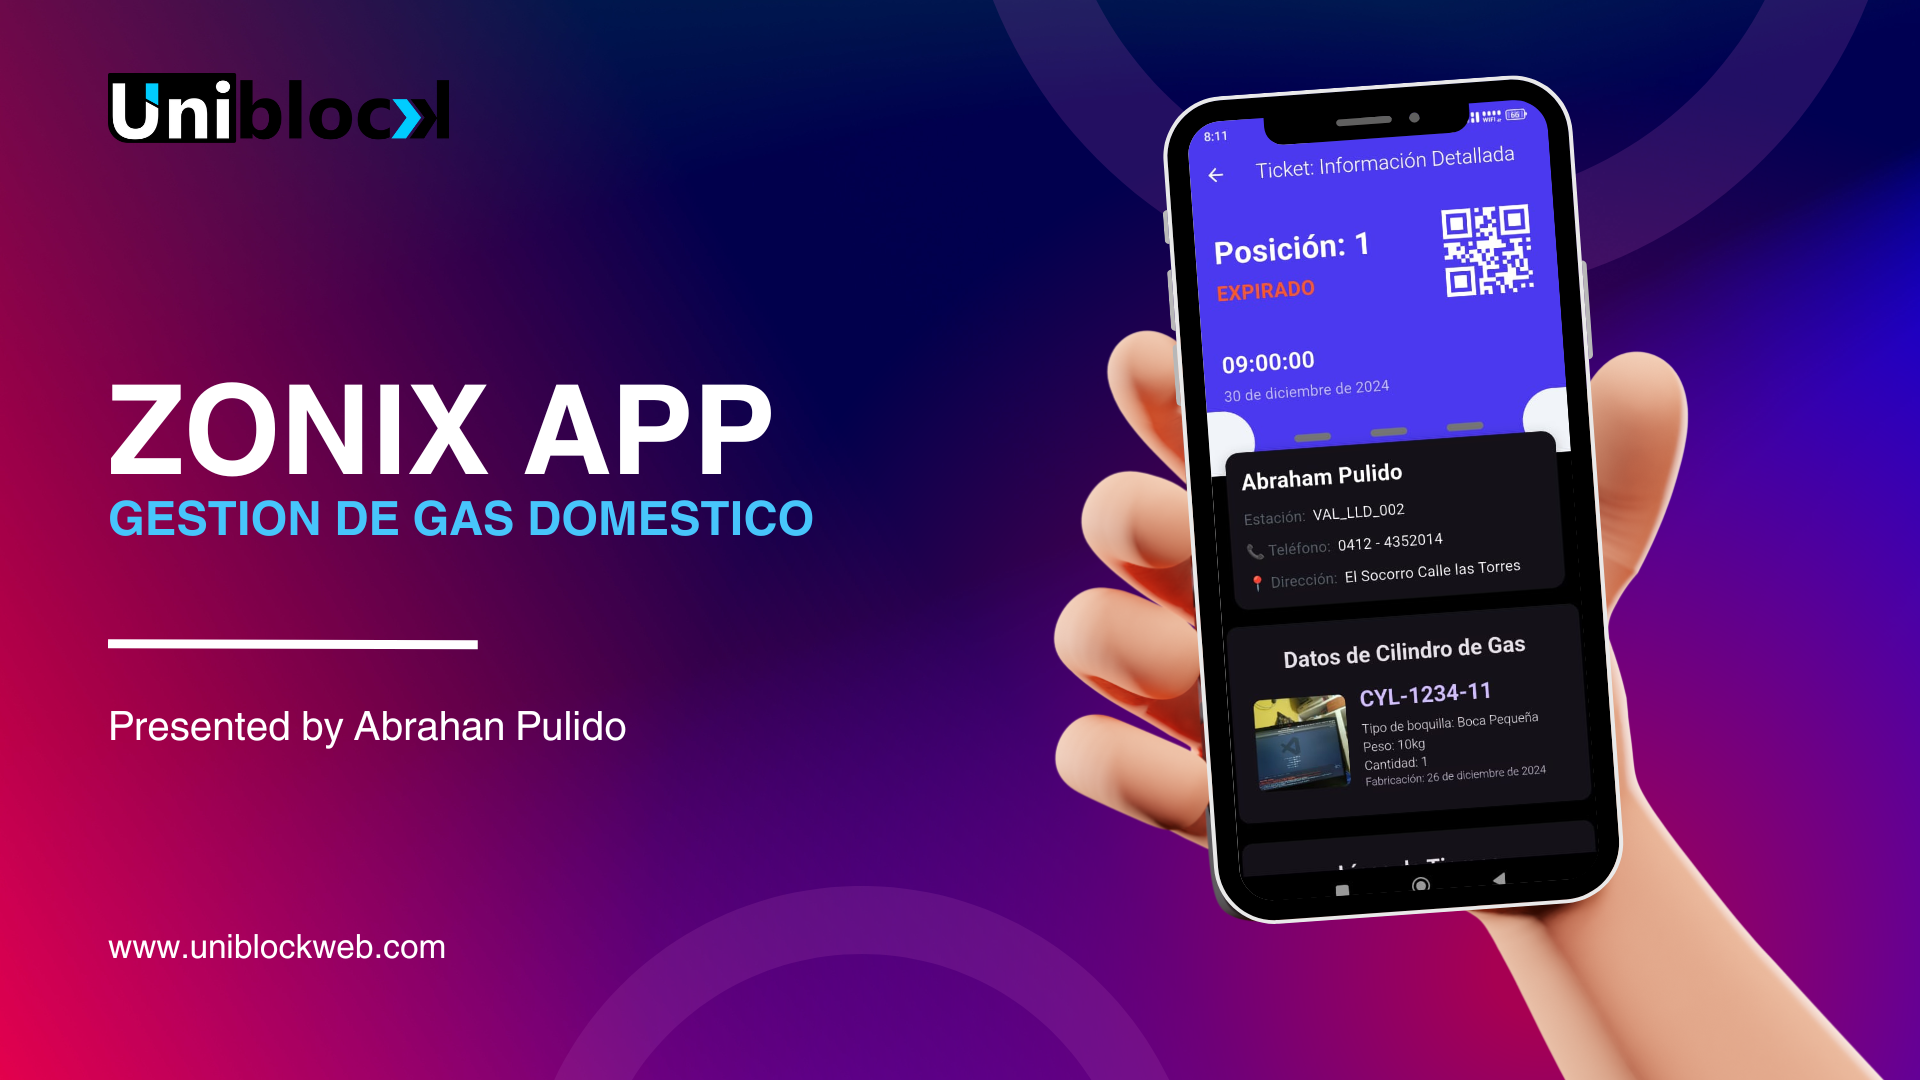 Uniblock
ZONIX APP
GESTION DE GAS DOMESTICO
Presented by Abrahan Pulido
www.uniblockweb.com
8:11
Ticket: Información Detallada
Posición: 1
EXPIRADO
09:00:00
30 de diciembre de 2024
Abraham Pulido
Estación: VAL_LLD_002
Teléfono: 0412 - 4352014
Dirección: El Socorro Calle las Torres
Datos de Cilindro de Gas
CYL-1234-11
Tipo de boquilla: Boca Pequeña
Peso: 10kg
Cantidad: 1
Fabricación: 26 de diciembre de 2024